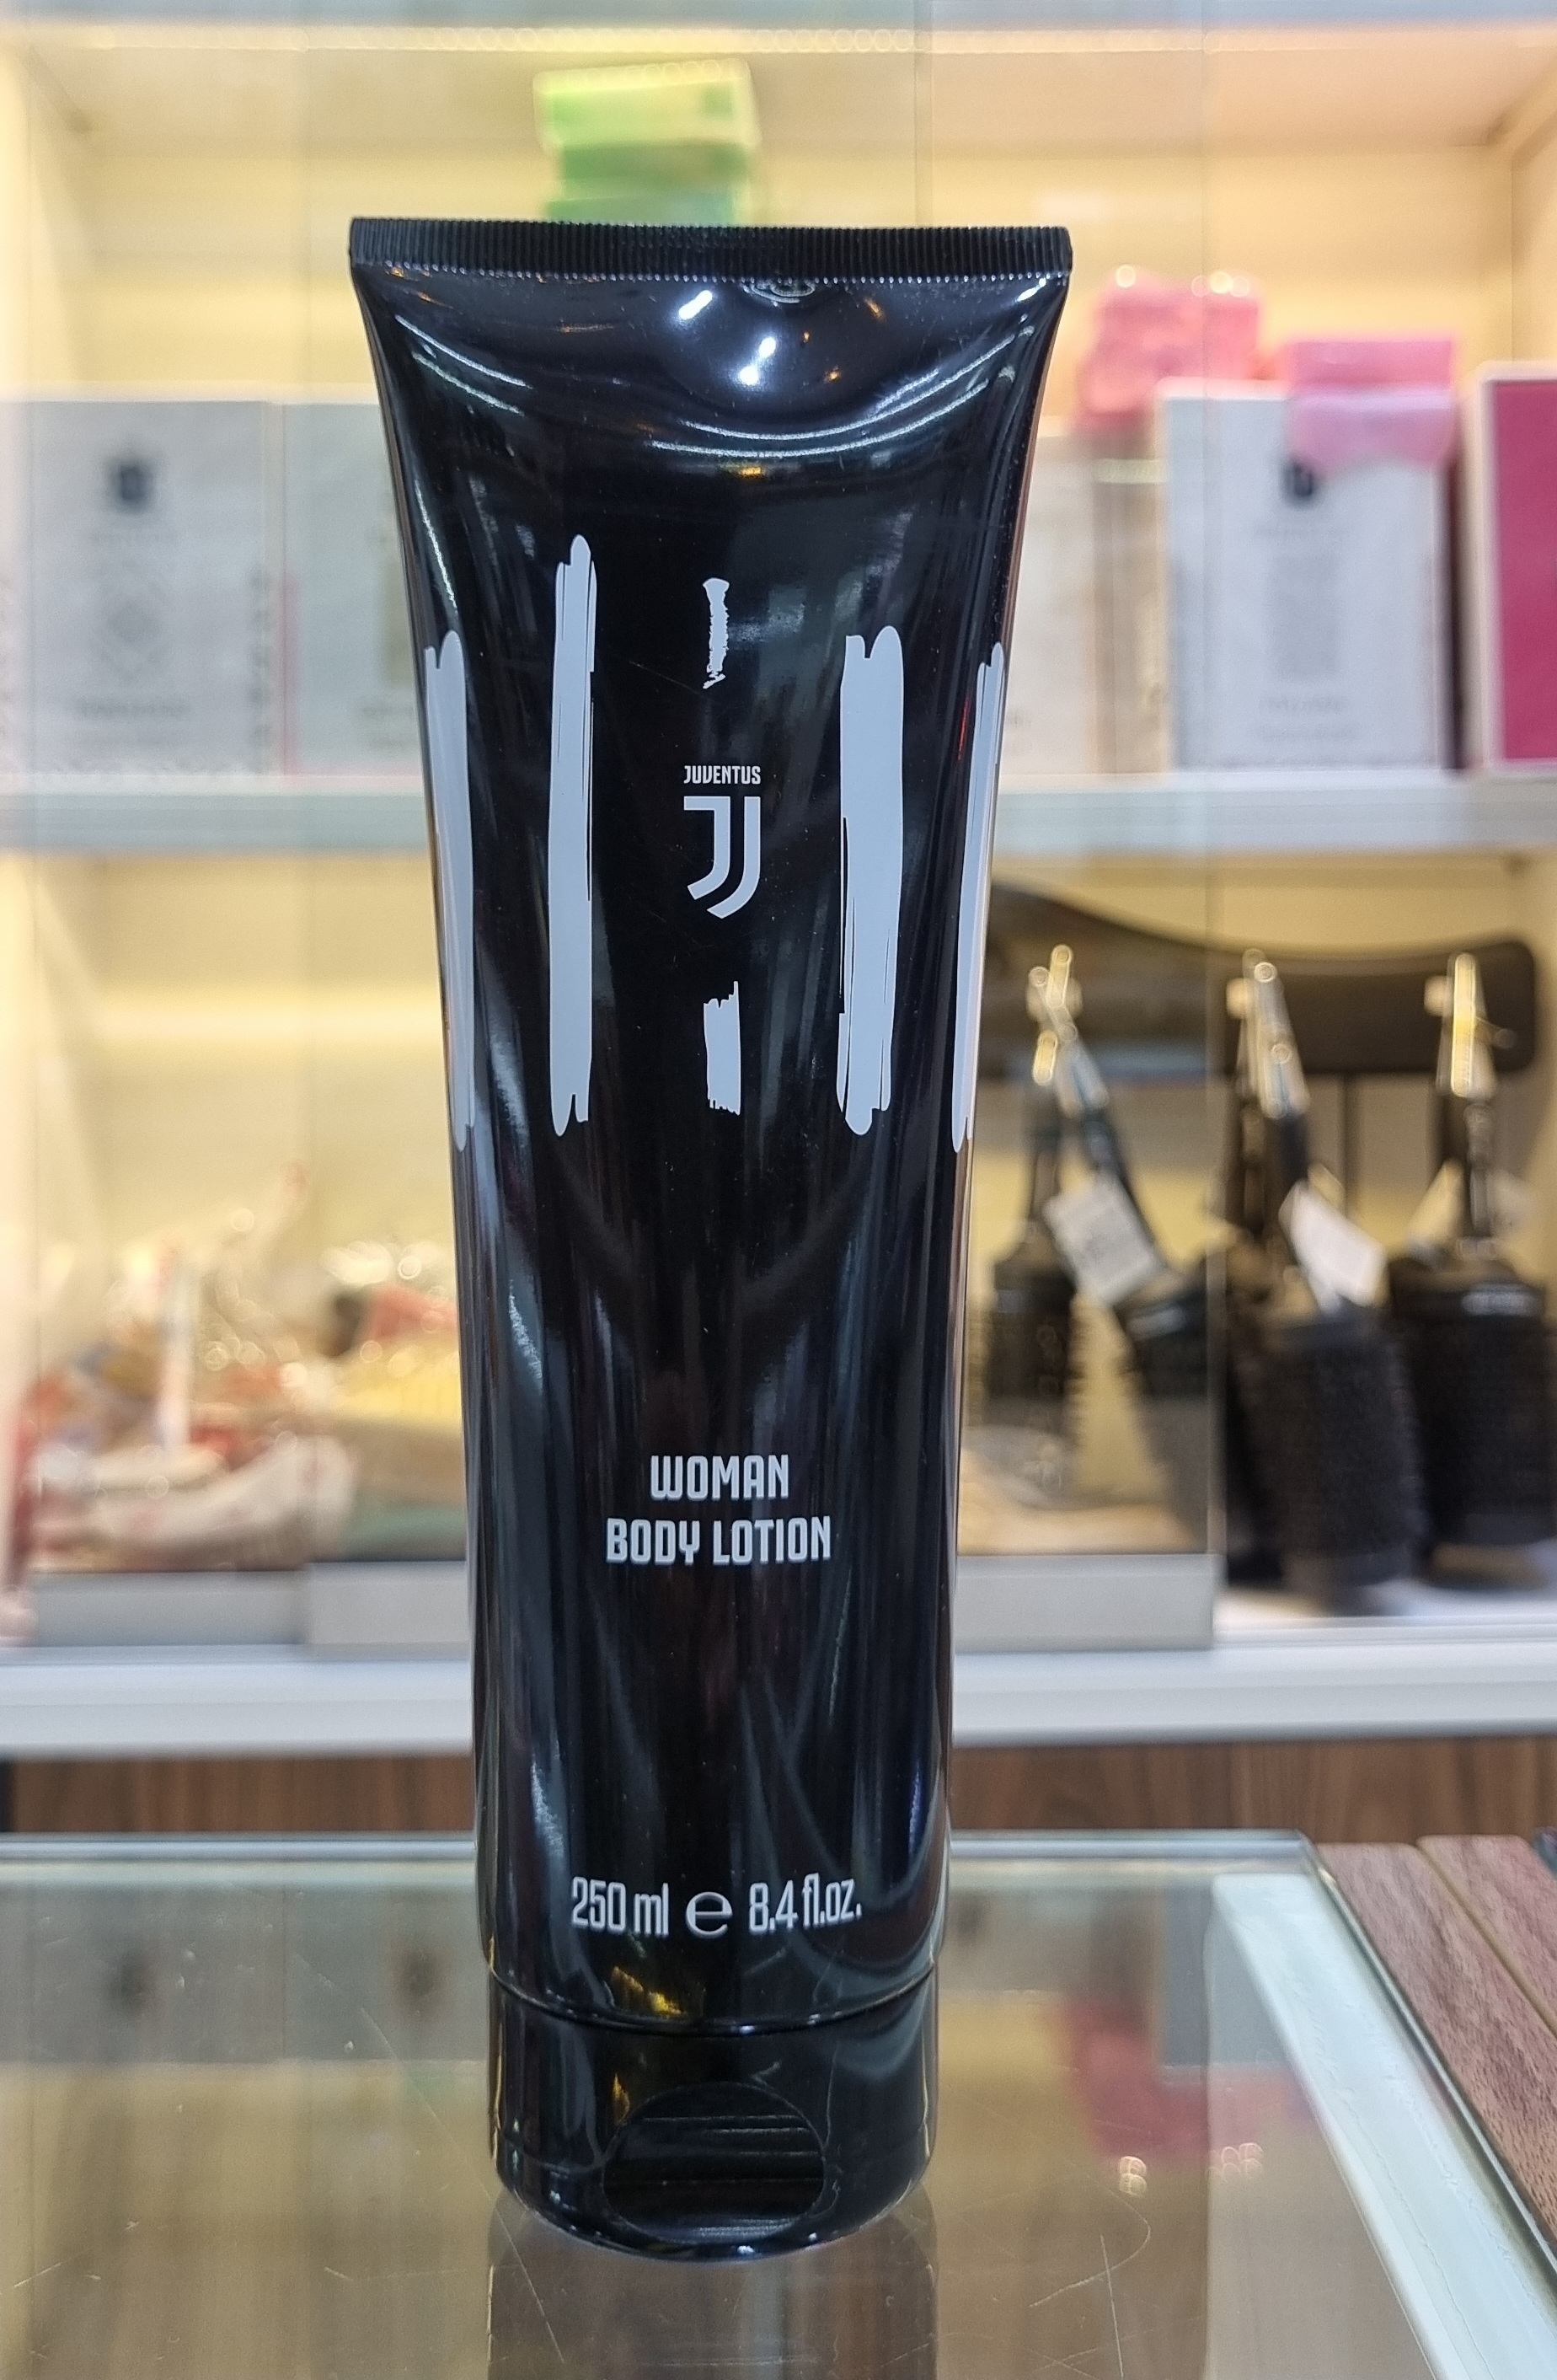 JUVENTUS
WOMAN
BODY LOTION
250 ml e 8.4 fl.oz.